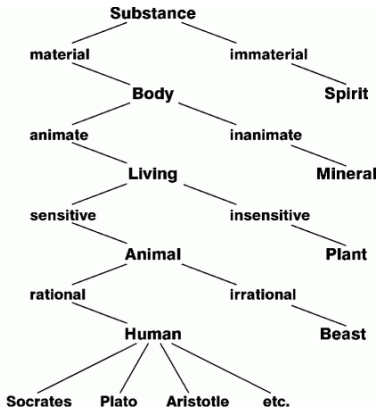 Substance
material immaterial
Body Spirit
animate inanimate
Living Mineral
sensitive insensitive
Animal Plant
rational irrational
Human Beast
Socrates Plato Aristotle etc.